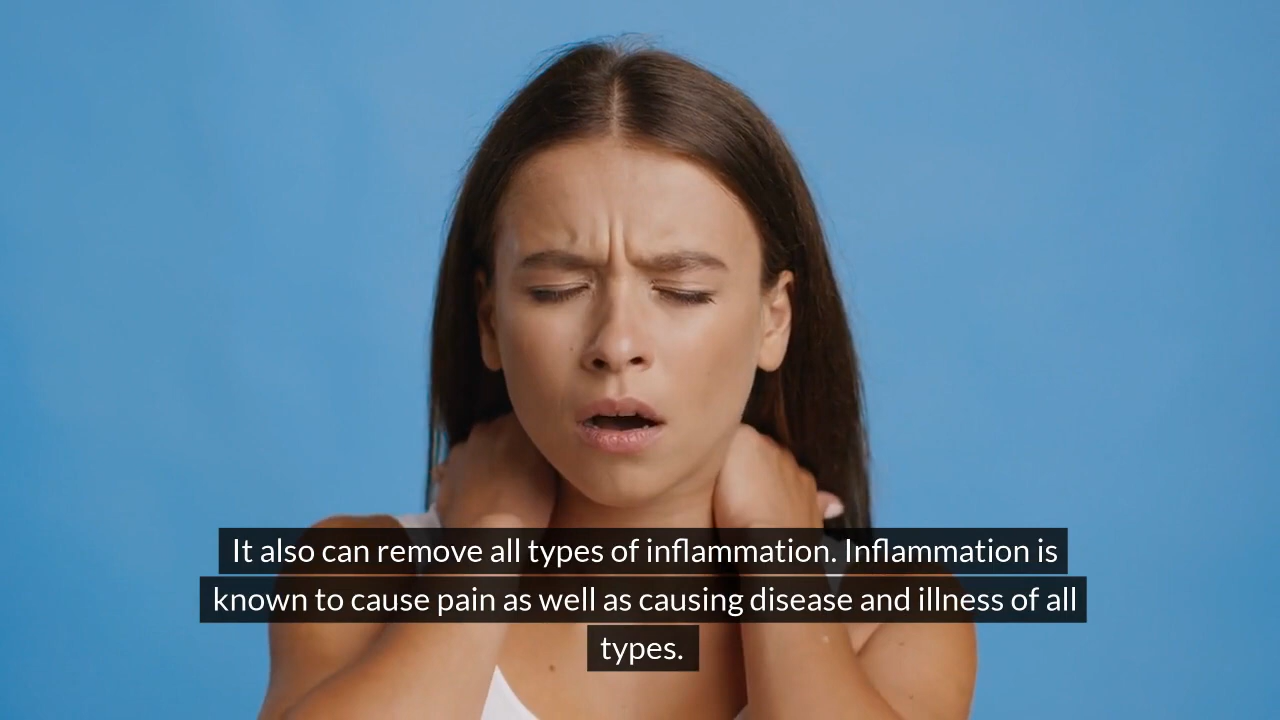 It also can remove all types of inflammation. Inflammation is
known to cause pain as well as causing disease and illness of all
types.